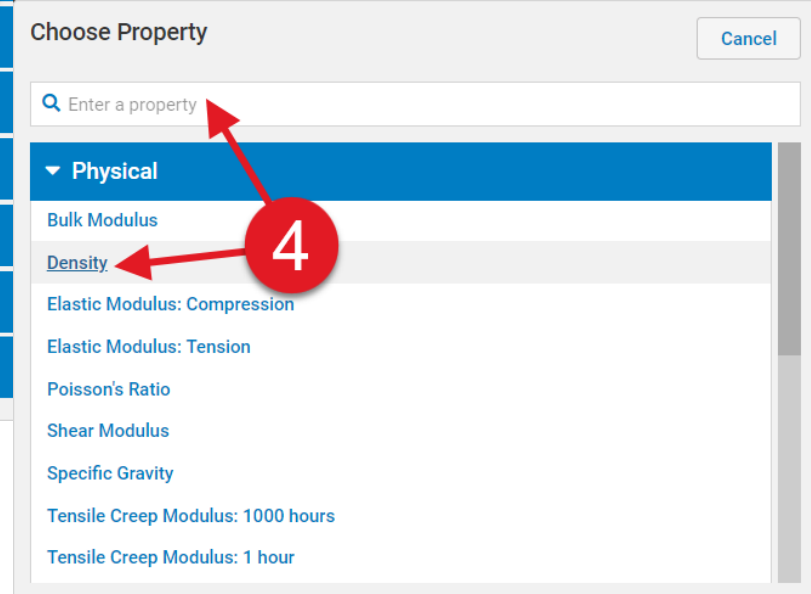 Choose Property
Cancel
Enter a property
Physical
Bulk Modulus
4
Density
Elastic Modulus: Compression
Elastic Modulus: Tension
Poisson's Ratio
Shear Modulus
Specific Gravity
Tensile Creep Modulus: 1000 hours
Tensile Creep Modulus: 1 hour